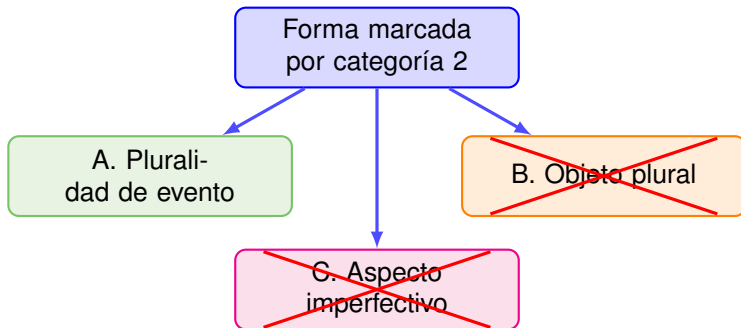 Forma marcada
por categoría 2
A. Plurali-
dad de evento
B. Objeto plural
C. Aspecto
imperfectivo